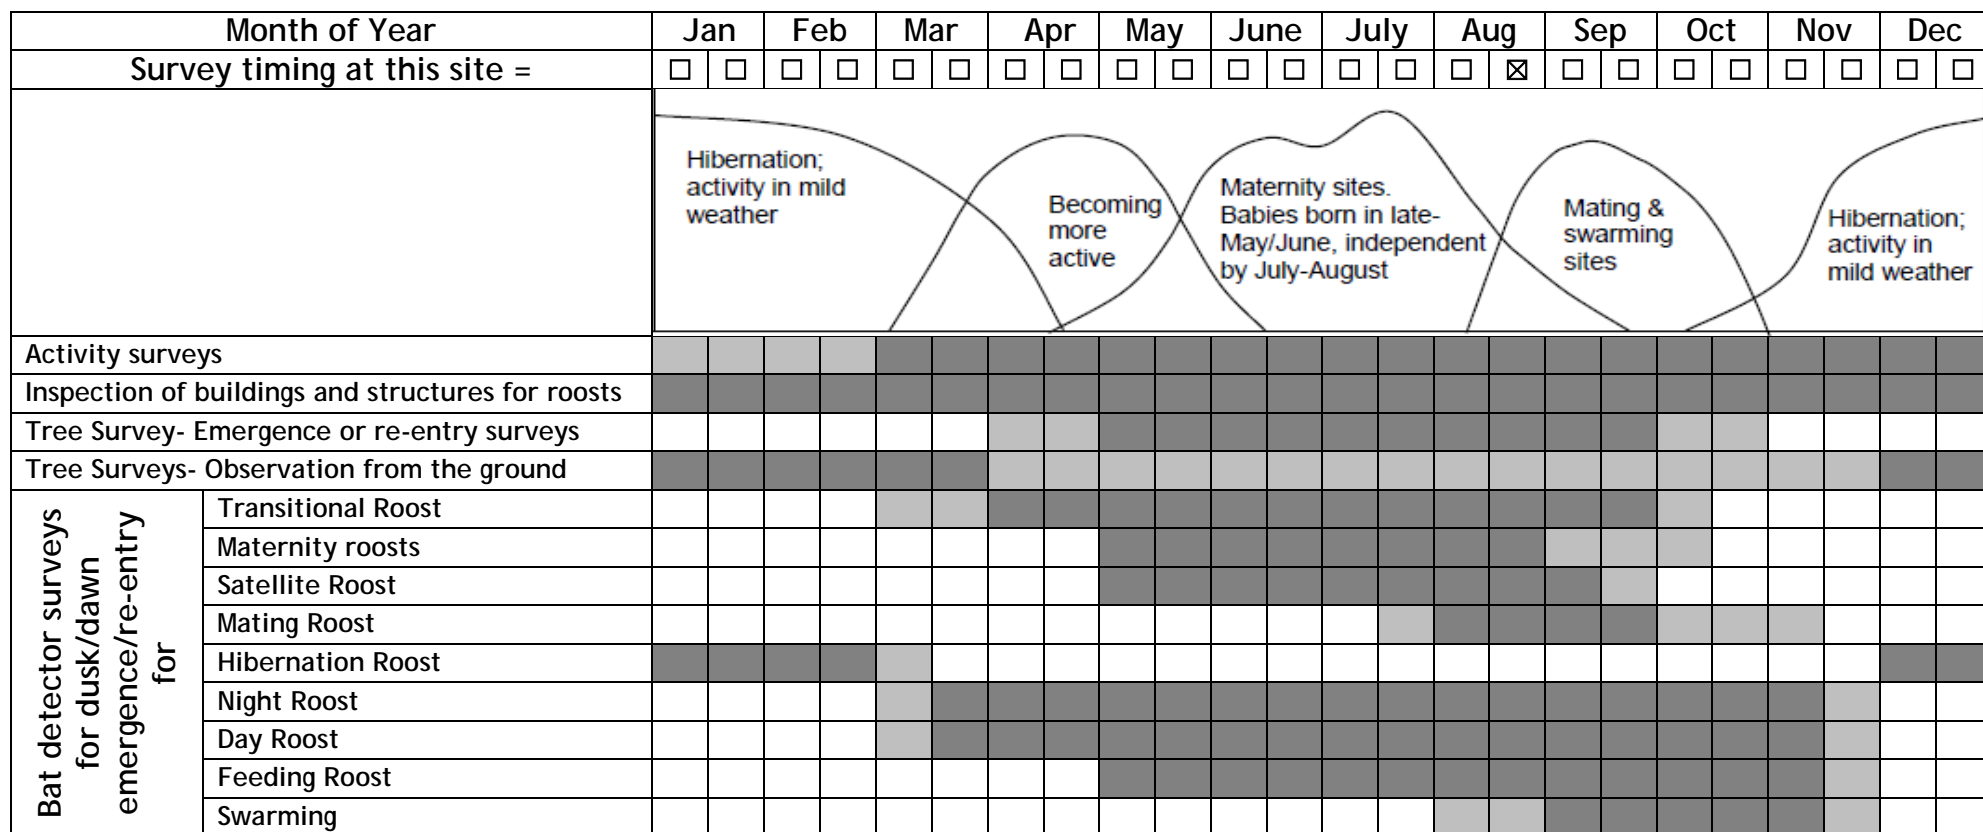 Month of Year Jan Feb Mar Apr May June July Aug Sep Oct Nov Dec
Survey timing at this site = ☐ ☐ ☐ ☐ ☐ ☐ ☐ ☐ ☐ ☐ ☐ ☐ ☐ ☐ ☐ ☒ ☐ ☐ ☐ ☐ ☐ ☐ ☐ ☐
Hibernation;
activity in mild
weather
Becoming
more
active
Maternity sites.
Babies born in late-
May/June, independent
by July-August
Mating &
swarming
sites
Hibernation;
activity in
mild weather
Activity surveys
Inspection of buildings and structures for roosts
Tree Survey- Emergence or re-entry surveys
Tree Surveys- Observation from the ground
Bat detector surveys
for dusk/dawn
emergence/re-entry
for
Transitional Roost
Maternity roosts
Satellite Roost
Mating Roost
Hibernation Roost
Night Roost
Day Roost
Feeding Roost
Swarming